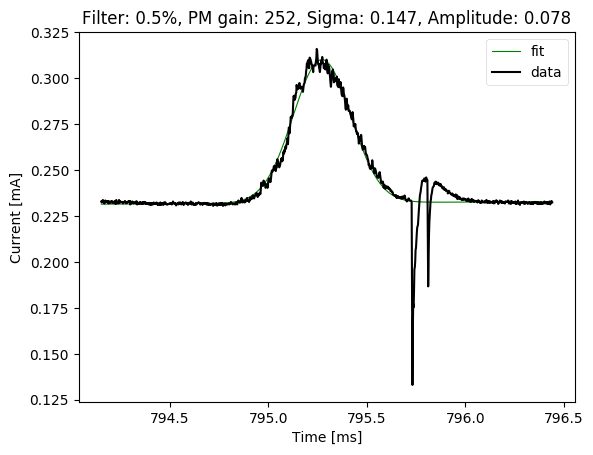 Filter: 0.5%, PM gain: 252, Sigma: 0.147, Amplitude: 0.078
fit
data
0.325
0.300
0.275
0.250
0.225
0.200
0.175
0.150
0.125
Current [mA]
794.5
795.0
795.5
796.0
796.5
Time [ms]